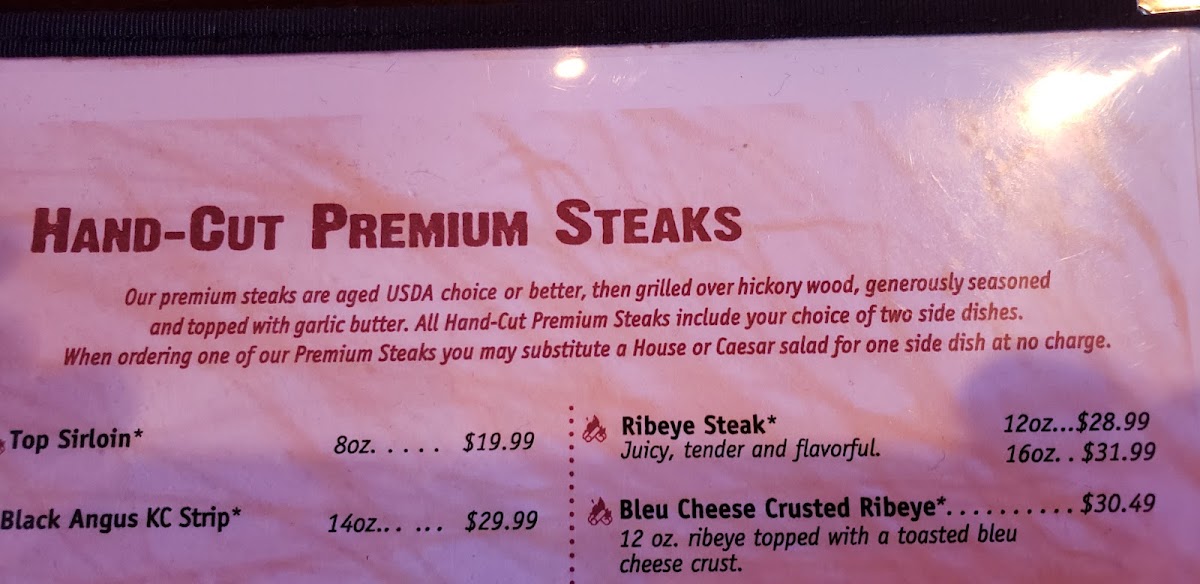 HAND-CUT PREMIUM STEAKS
Our premium steaks are aged USDA choice or better, then grilled over hickory wood, generously seasoned
and topped with garlic butter. All Hand-Cut Premium Steaks include your choice of two side dishes.
When ordering one of our Premium Steaks you may substitute a House or Caesar salad for one side dish at no charge.
Top Sirloin* 8oz. . . . . . $19.99
Black Angus KC Strip* 14oz... ... $29.99
Ribeye Steak* 12oz...$28.99
Juicy, tender and flavorful. 16oz. . $31.99
Bleu Cheese Crusted Ribeye*. . . . . . . . . . $30.49
12 oz. ribeye topped with a toasted bleu
cheese crust.